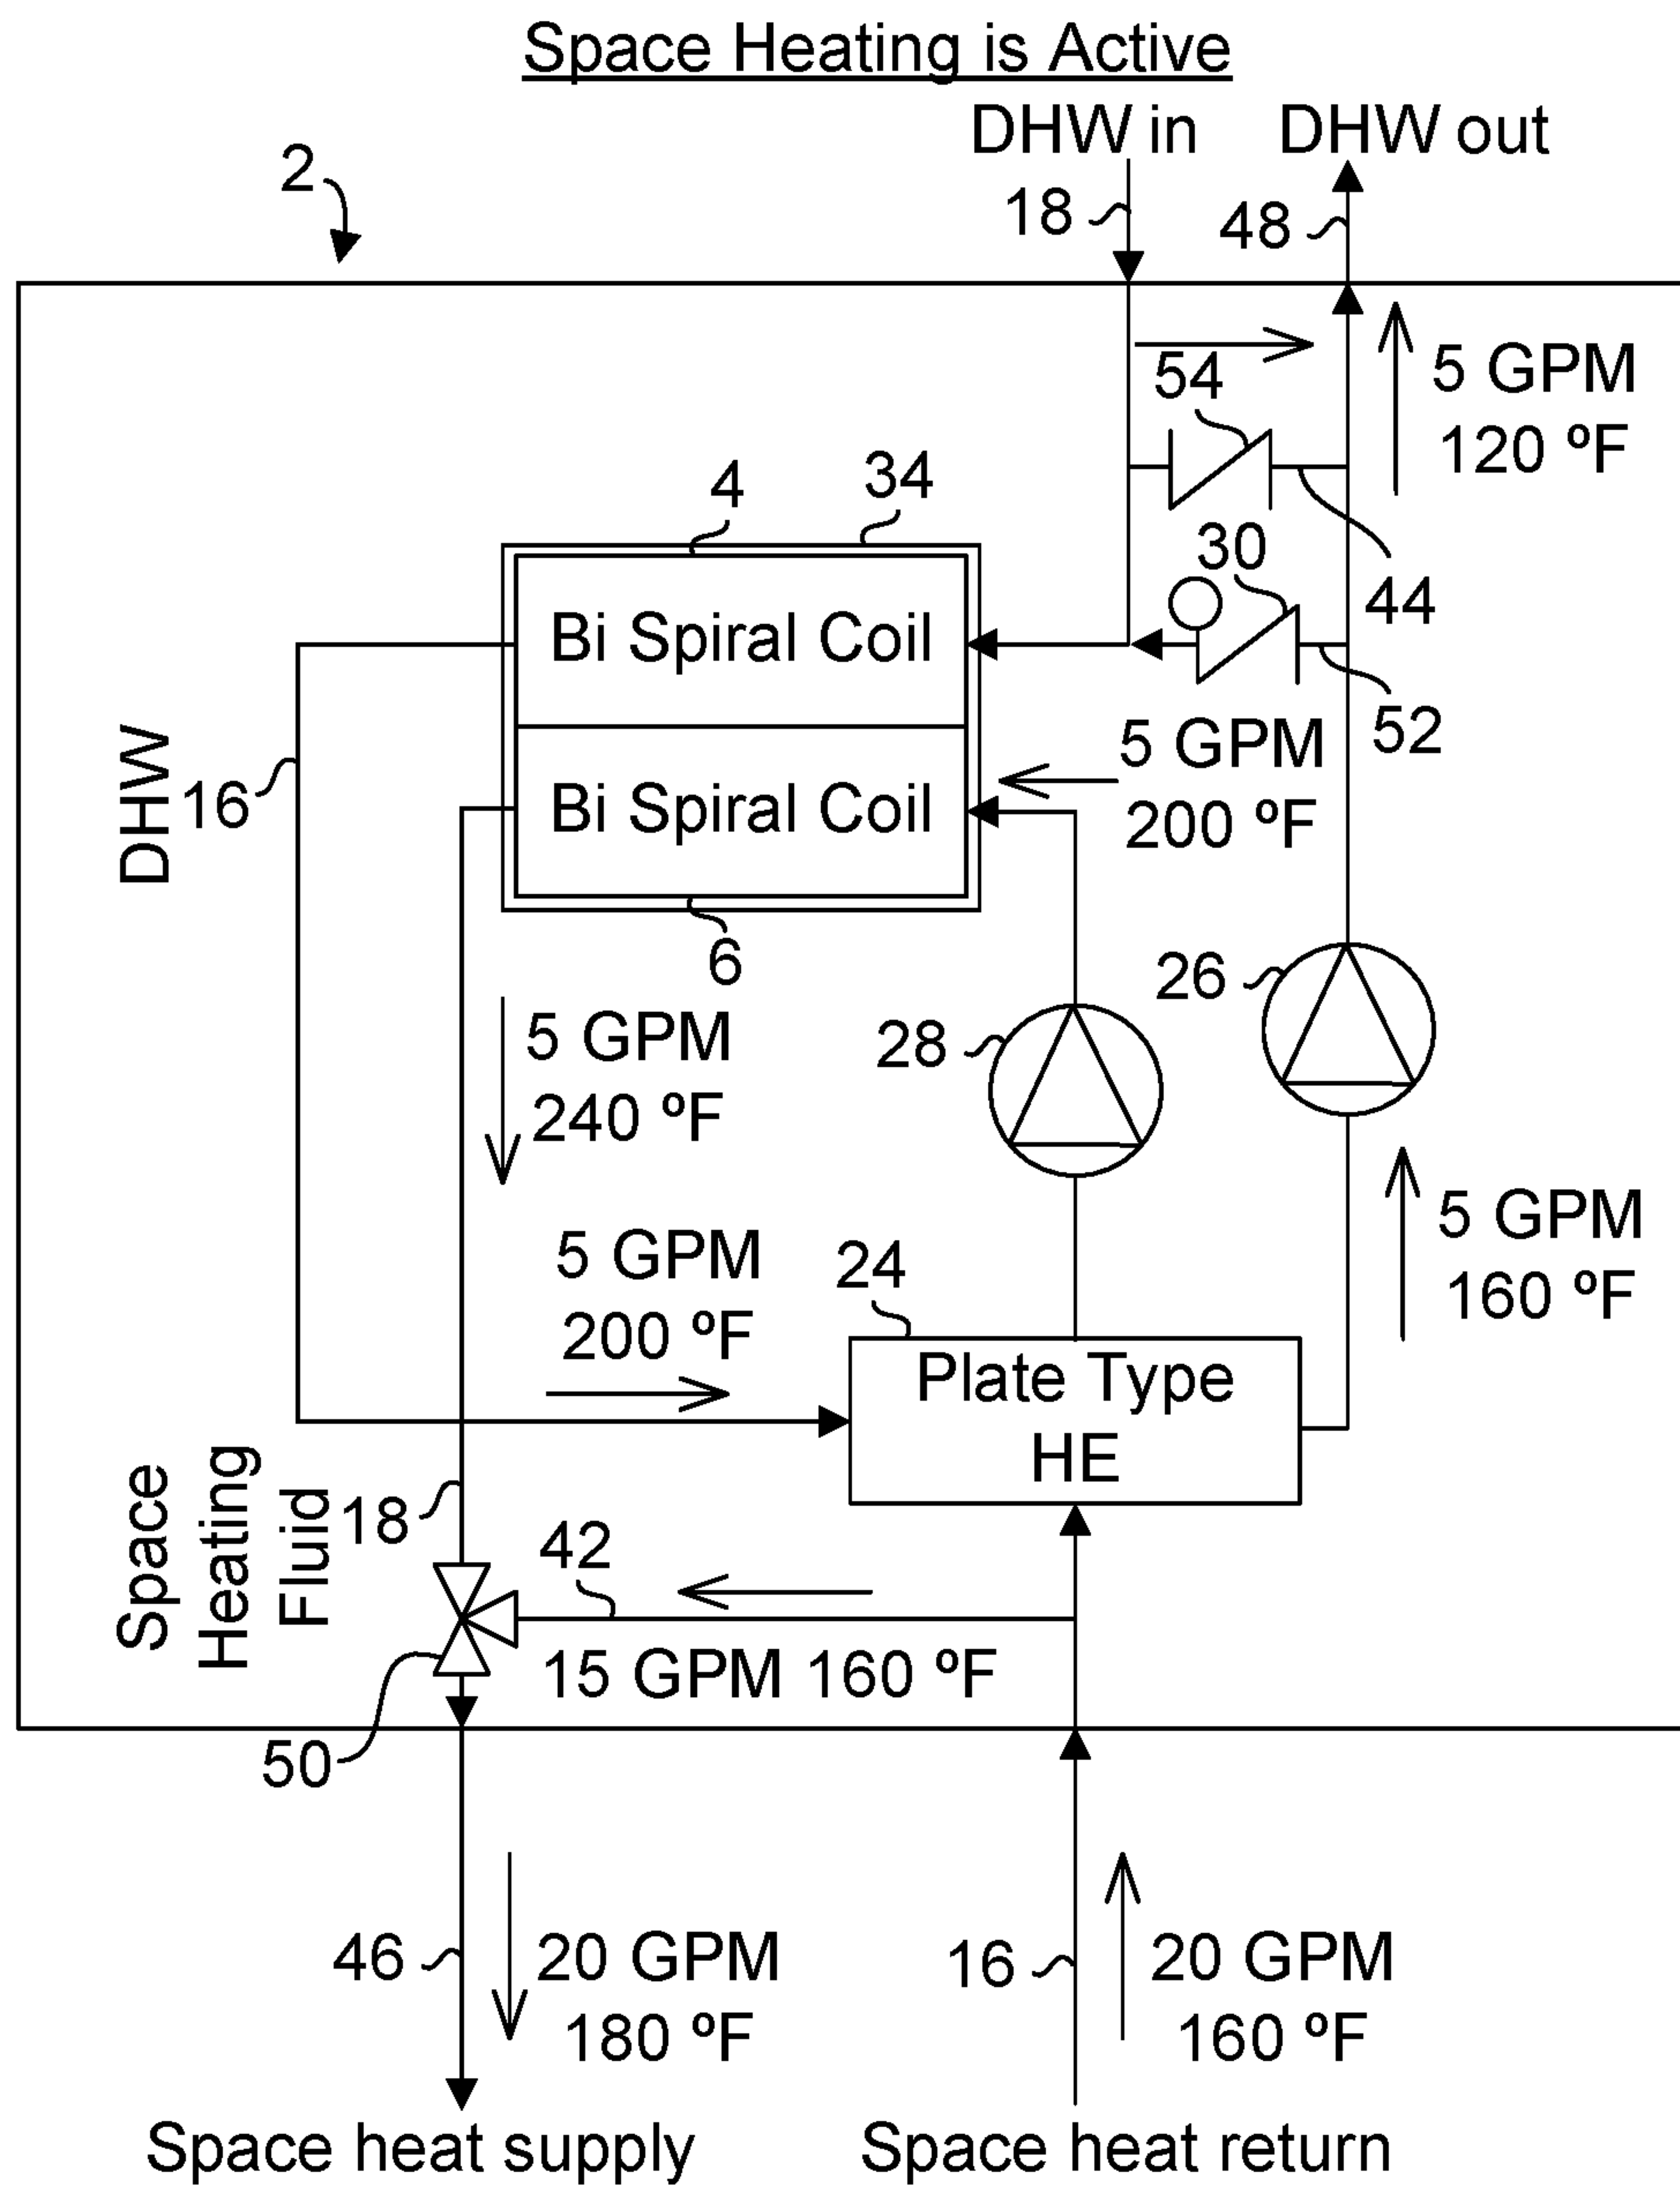 Space Heating is Active
DHW in
DHW out
2
18
48
54
5 GPM
120 ºF
4
34
30
44
Bi Spiral Coil
52
5 GPM
200 ºF
DHW
16
Bi Spiral Coil
6
26
28
5 GPM
240 ºF
5 GPM
160 ºF
5 GPM
200 ºF
24
Plate Type
HE
Space
Heating
Fluid
18
42
15 GPM 160 ºF
50
46
20 GPM
180 ºF
16
20 GPM
160 ºF
Space heat supply
Space heat return